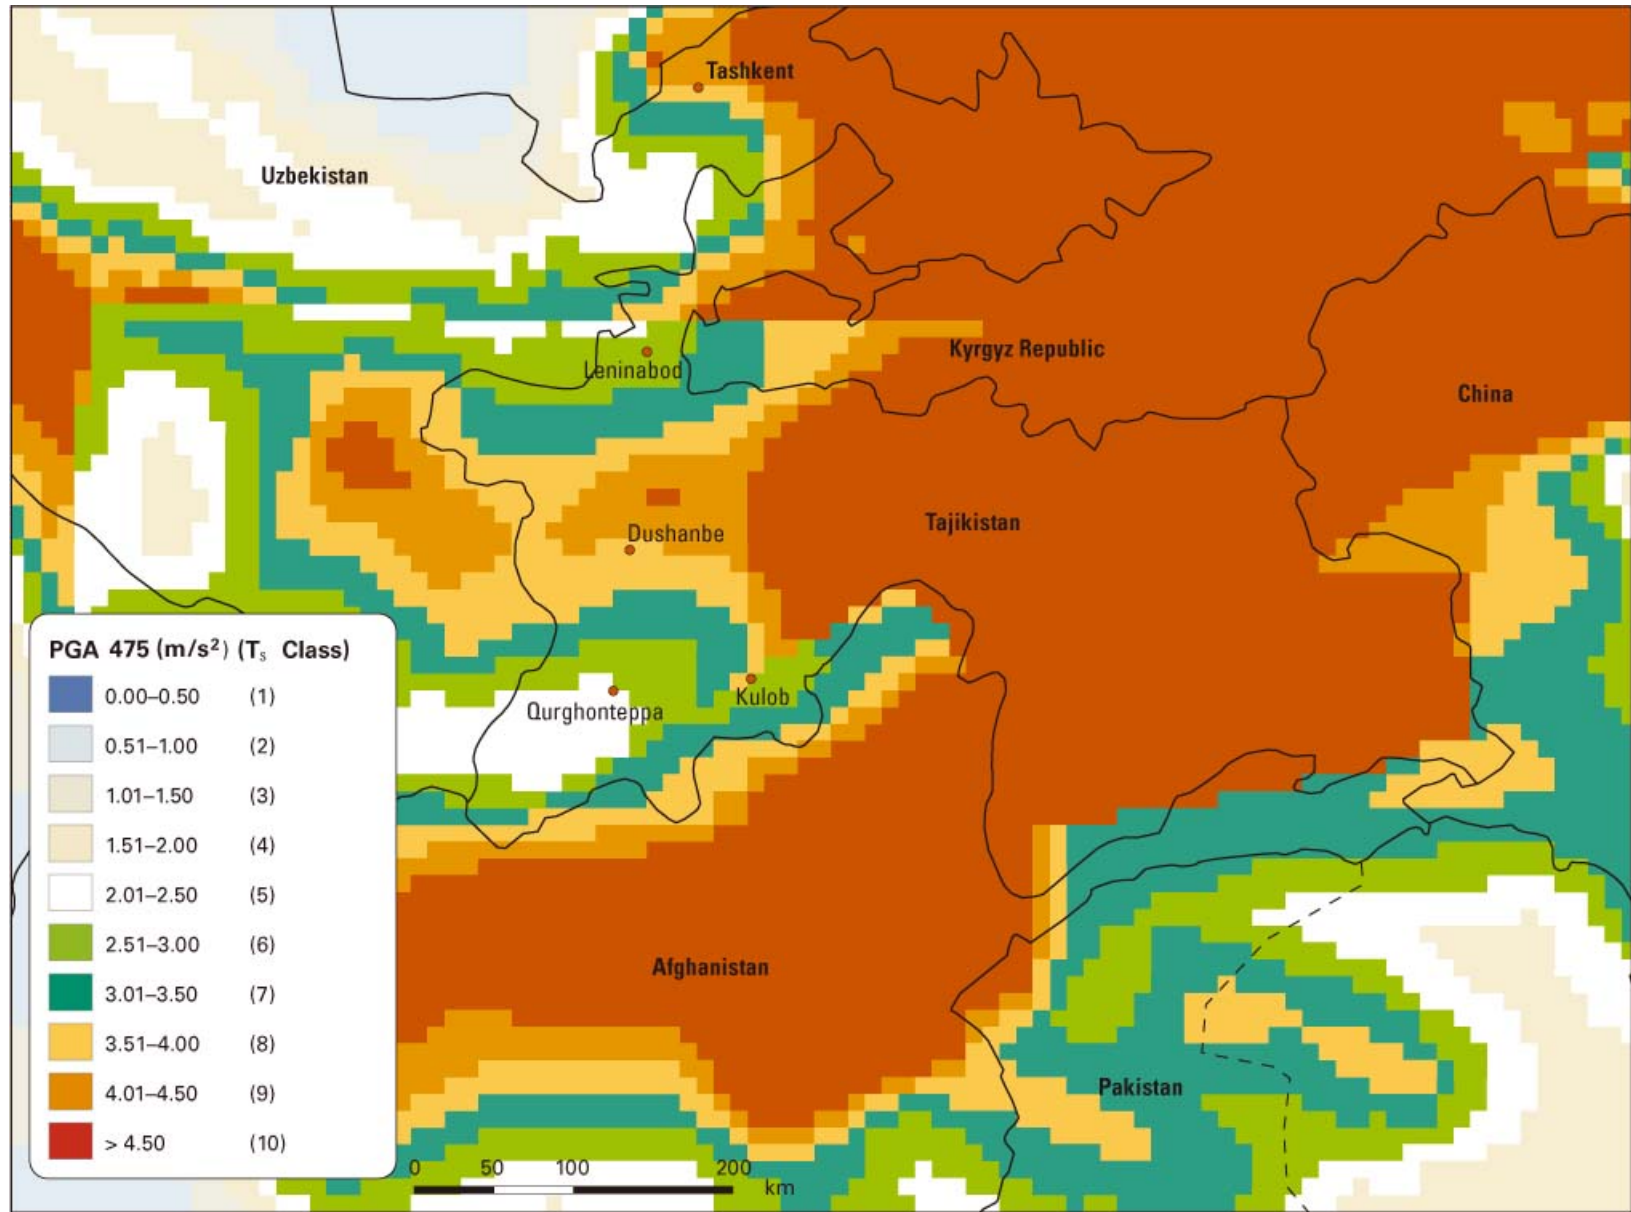 Tashkent
Uzbekistan
Leninabod
Kyrgyz Republic
China
Dushanbe
Tajikistan
Kulob
Qurghonteppa
Afghanistan
Pakistan
PGA 475 (m/s²) (Ts Class)
0.00–0.50 (1)
0.51–1.00 (2)
1.01–1.50 (3)
1.51–2.00 (4)
2.01–2.50 (5)
2.51–3.00 (6)
3.01–3.50 (7)
3.51–4.00 (8)
4.01–4.50 (9)
> 4.50 (10)
0 50 100 200
km